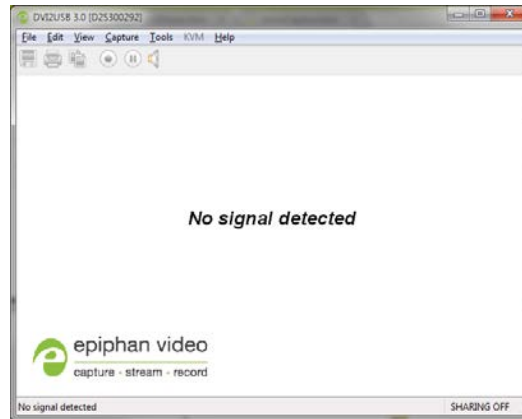 DVI2USB 3.0 [D2S300292]
File Edit View Capture Tools KVM Help
No signal detected
epiphan video
capture - stream - record
No signal detected SHARING OFF